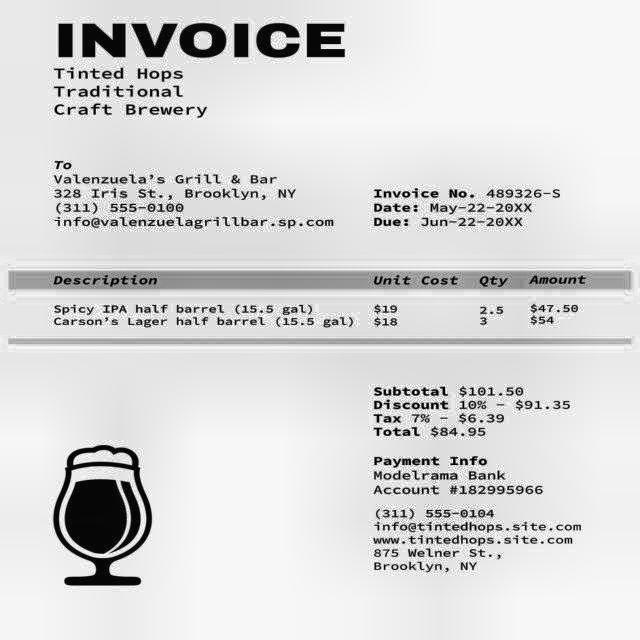 INVOICE
Tinted Hops
Traditional
Craft Brewery
To
Valenzuela's Grill & Bar
328 Iris St., Brooklyn, NY
(311) 555-0100
info@valenzuelagrillbar.sp.com
Invoice No. 489326-S
Date: May-22-20XX
Due: Jun-22-20XX
Description Unit Cost Qty Amount
Spicy IPA half barrel (15.5 gal) $19 2.5 $47.50
Carson's Lager half barrel (15.5 gal) $18 3 $54
Subtotal $101.50
Discount 10% - $91.35
Tax 7% - $6.39
Total $84.95
Payment Info
Modelrama Bank
Account #182995966
(311) 555-0104
info@tintedhops.site.com
www.tintedhops.site.com
875 Welner St.,
Brooklyn, NY